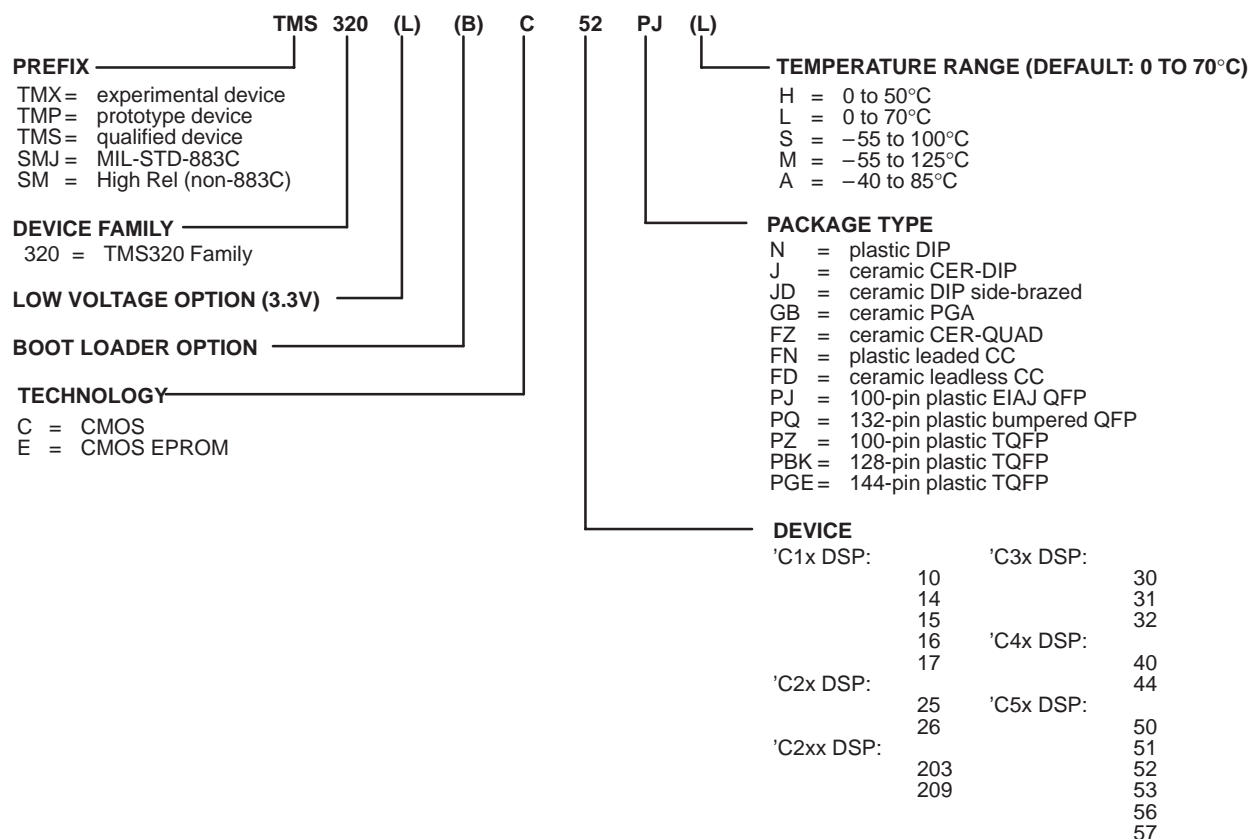 TMS 320 (L) (B) C 52 PJ (L)
PREFIX
TMX = experimental device
TMP = prototype device
TMS = qualified device
SMJ = MIL-STD-883C
SM = High Rel (non-883C)
DEVICE FAMILY
320 = TMS320 Family
LOW VOLTAGE OPTION (3.3V)
BOOT LOADER OPTION
TECHNOLOGY
C = CMOS
E = CMOS EPROM
TEMPERATURE RANGE (DEFAULT: 0 TO 70°C)
H = 0 to 50°C
L = 0 to 70°C
S = –55 to 100°C
M = –55 to 125°C
A = –40 to 85°C
PACKAGE TYPE
N = plastic DIP
J = ceramic CER-DIP
JD = ceramic DIP side-brazed
GB = ceramic PGA
FZ = ceramic CER-QUAD
FN = plastic leaded CC
FD = ceramic leadless CC
PJ = 100-pin plastic EIAJ QFP
PQ = 132-pin plastic bumpered QFP
PZ = 100-pin plastic TQFP
PBK = 128-pin plastic TQFP
PGE = 144-pin plastic TQFP
DEVICE
’C1x DSP:
10
14
15
16
17
’C2x DSP:
25
26
’C2xx DSP:
203
209
’C3x DSP:
30
31
32
’C4x DSP:
40
44
’C5x DSP:
50
51
52
53
56
57